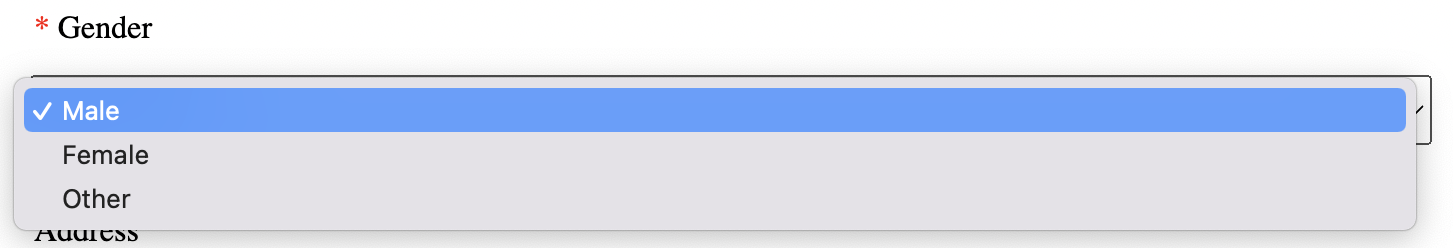 * Gender
✓ Male
Female
Other
Address